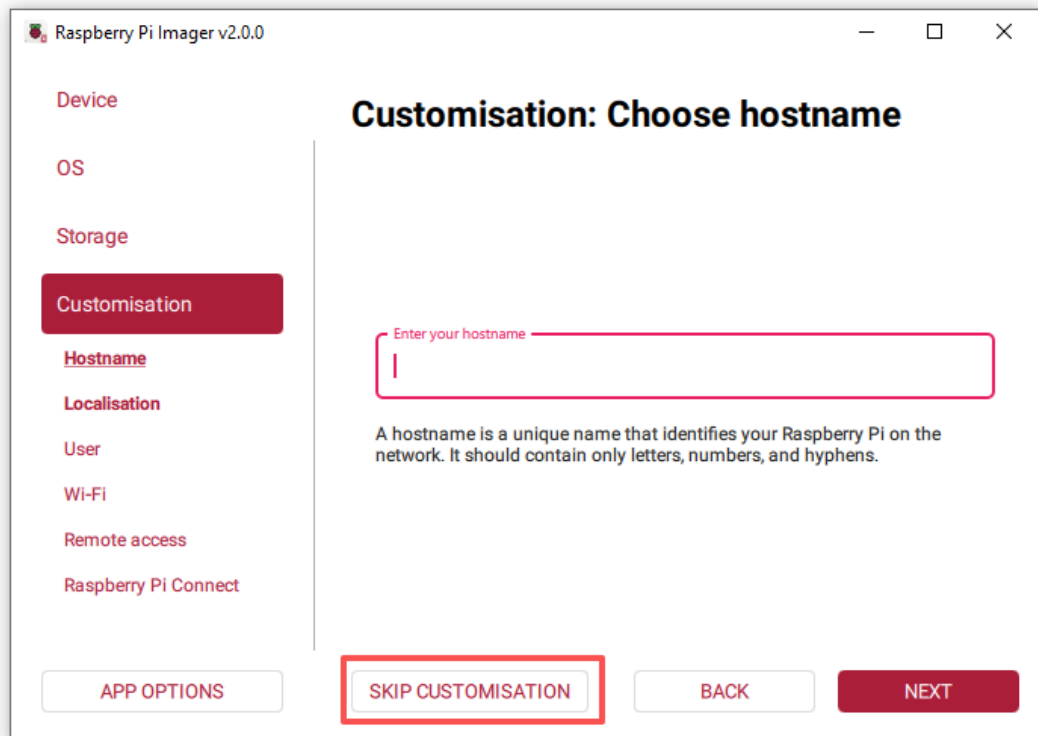 Raspberry Pi Imager v2.0.0
Device
OS
Storage
Customisation
Hostname
Localisation
User
Wi-Fi
Remote access
Raspberry Pi Connect
APP OPTIONS
Customisation: Choose hostname
Enter your hostname
A hostname is a unique name that identifies your Raspberry Pi on the
network. It should contain only letters, numbers, and hyphens.
SKIP CUSTOMISATION
BACK
NEXT